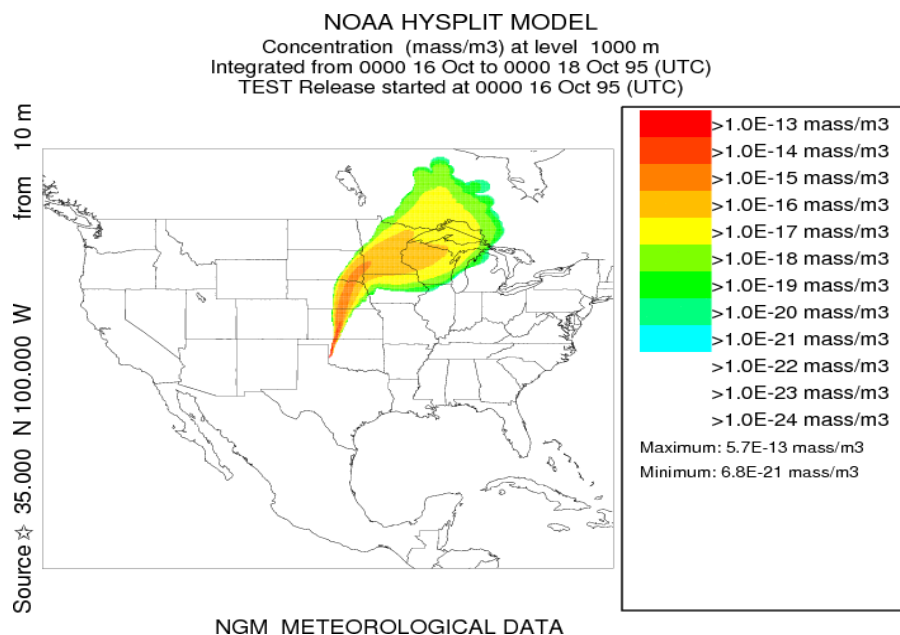 NOAA HYSPLIT MODEL
Concentration (mass/m3) at level 1000 m
Integrated from 0000 16 Oct to 0000 18 Oct 95 (UTC)
TEST Release started at 0000 16 Oct 95 (UTC)
Source ☆ 35.000 N 100.000 W from 10 m
>1.0E-13 mass/m3
>1.0E-14 mass/m3
>1.0E-15 mass/m3
>1.0E-16 mass/m3
>1.0E-17 mass/m3
>1.0E-18 mass/m3
>1.0E-19 mass/m3
>1.0E-20 mass/m3
>1.0E-21 mass/m3
>1.0E-22 mass/m3
>1.0E-23 mass/m3
>1.0E-24 mass/m3
Maximum: 5.7E-13 mass/m3
Minimum: 6.8E-21 mass/m3
NGM METEOROLOGICAL DATA